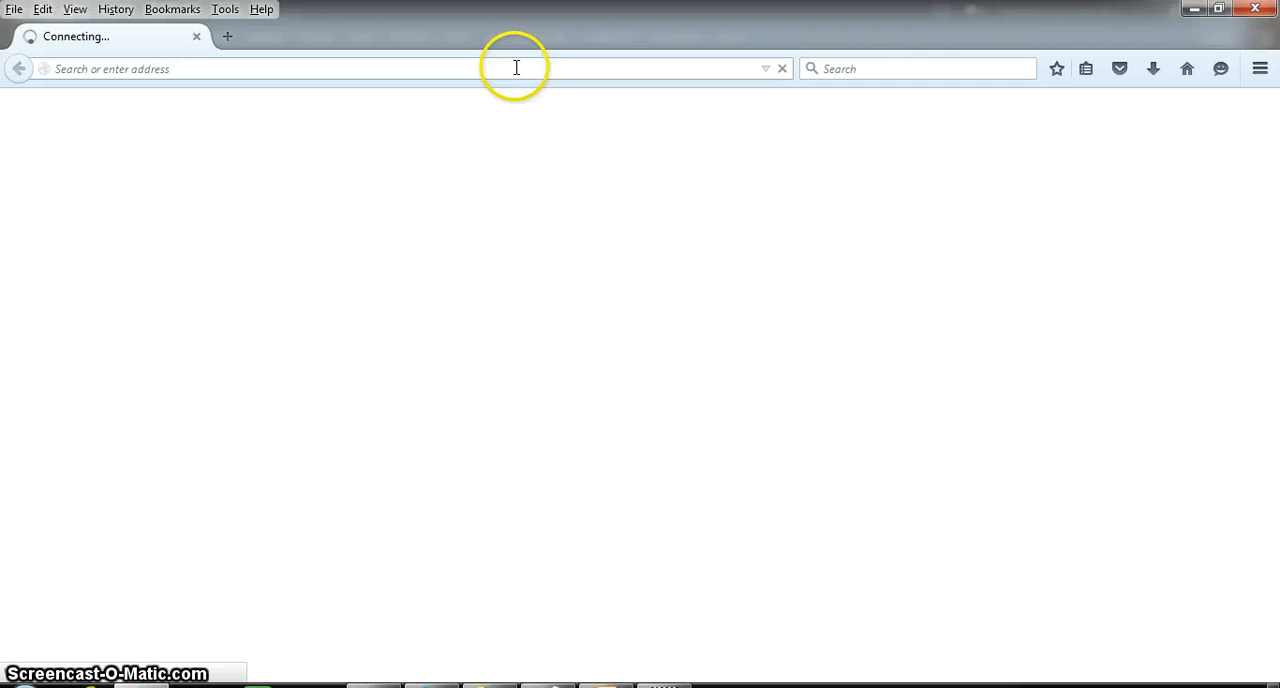 File Edit View History Bookmarks Tools Help
Connecting...
Search or enter address
Search
Screencast-O-Matic.com